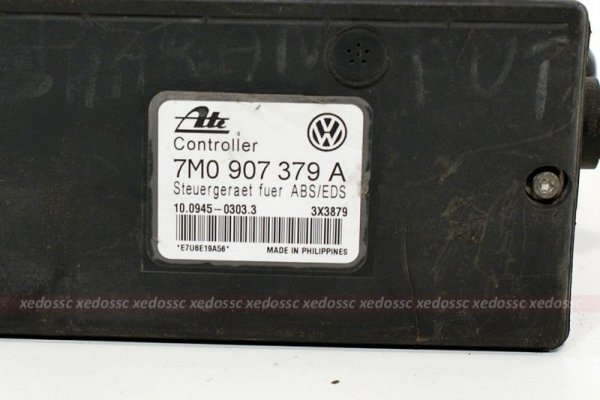 Ate
Controller
7M0 907 379 A
Steuergeraet fuer ABS/EDS
10.0945-0303.3 3X3879
*E7U6E19A56* MADE IN PHILIPPINES
xedossc xedossc xedossc xedossc xedossc xedossc xedossc xedossc xedossc xedossc